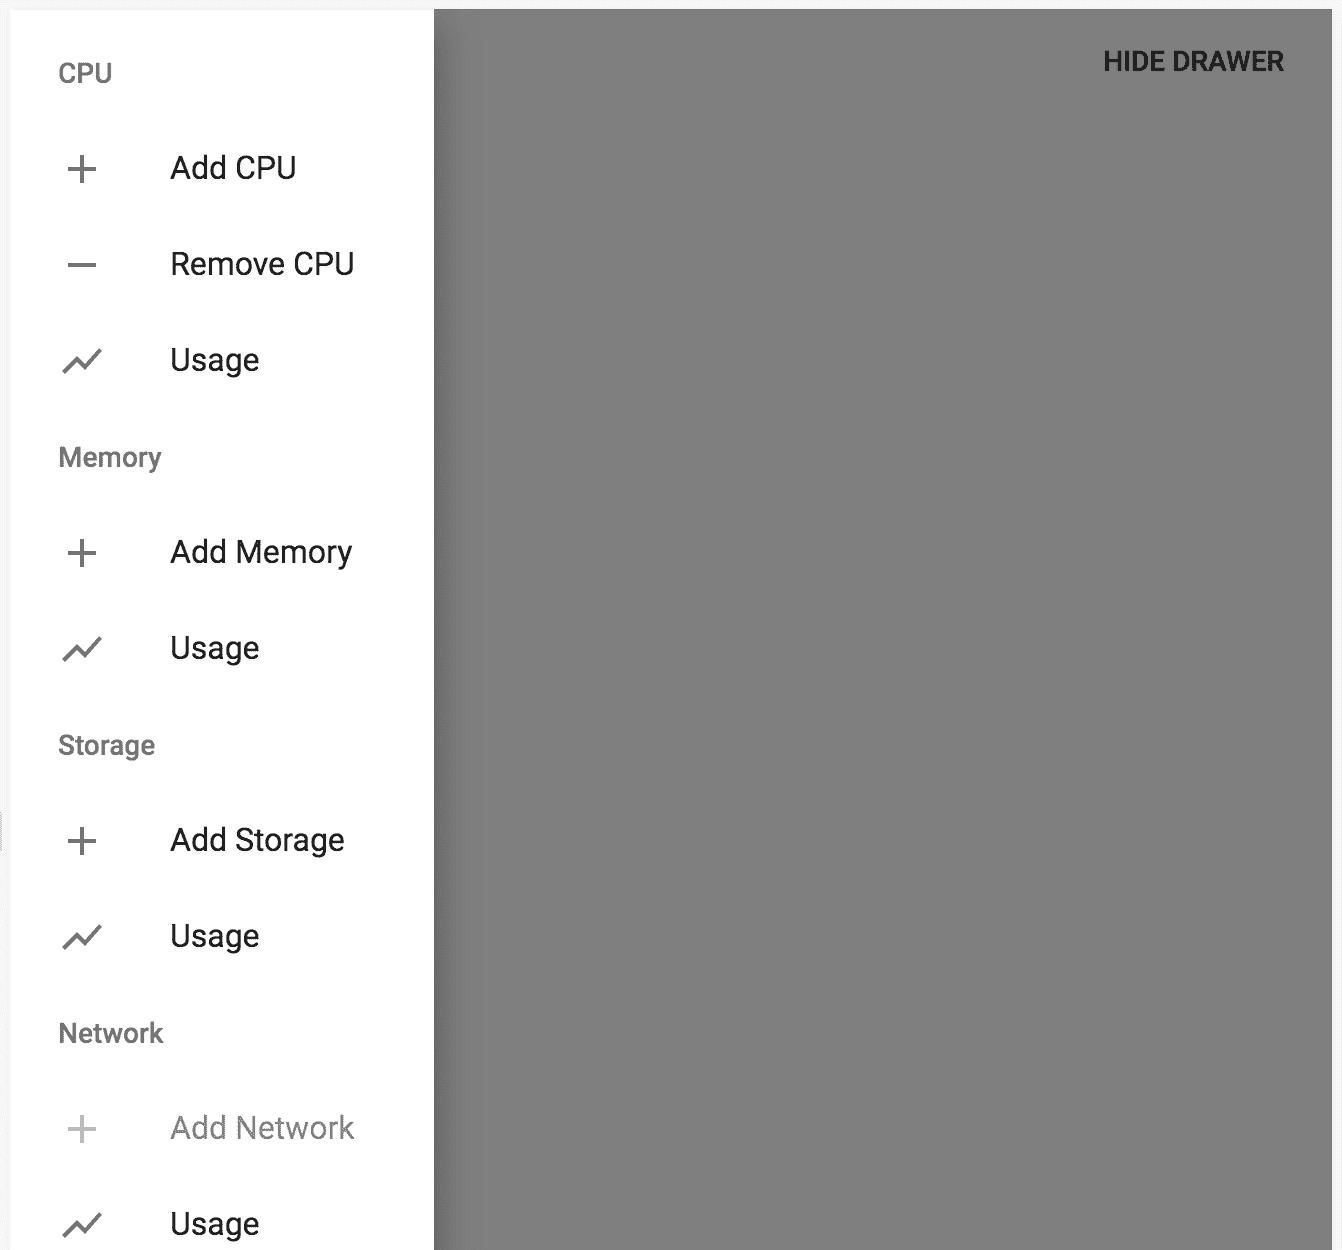 CPU
HIDE DRAWER
Add CPU
Remove CPU
Usage
Memory
Add Memory
Usage
Storage
Add Storage
Usage
Network
Add Network
Usage